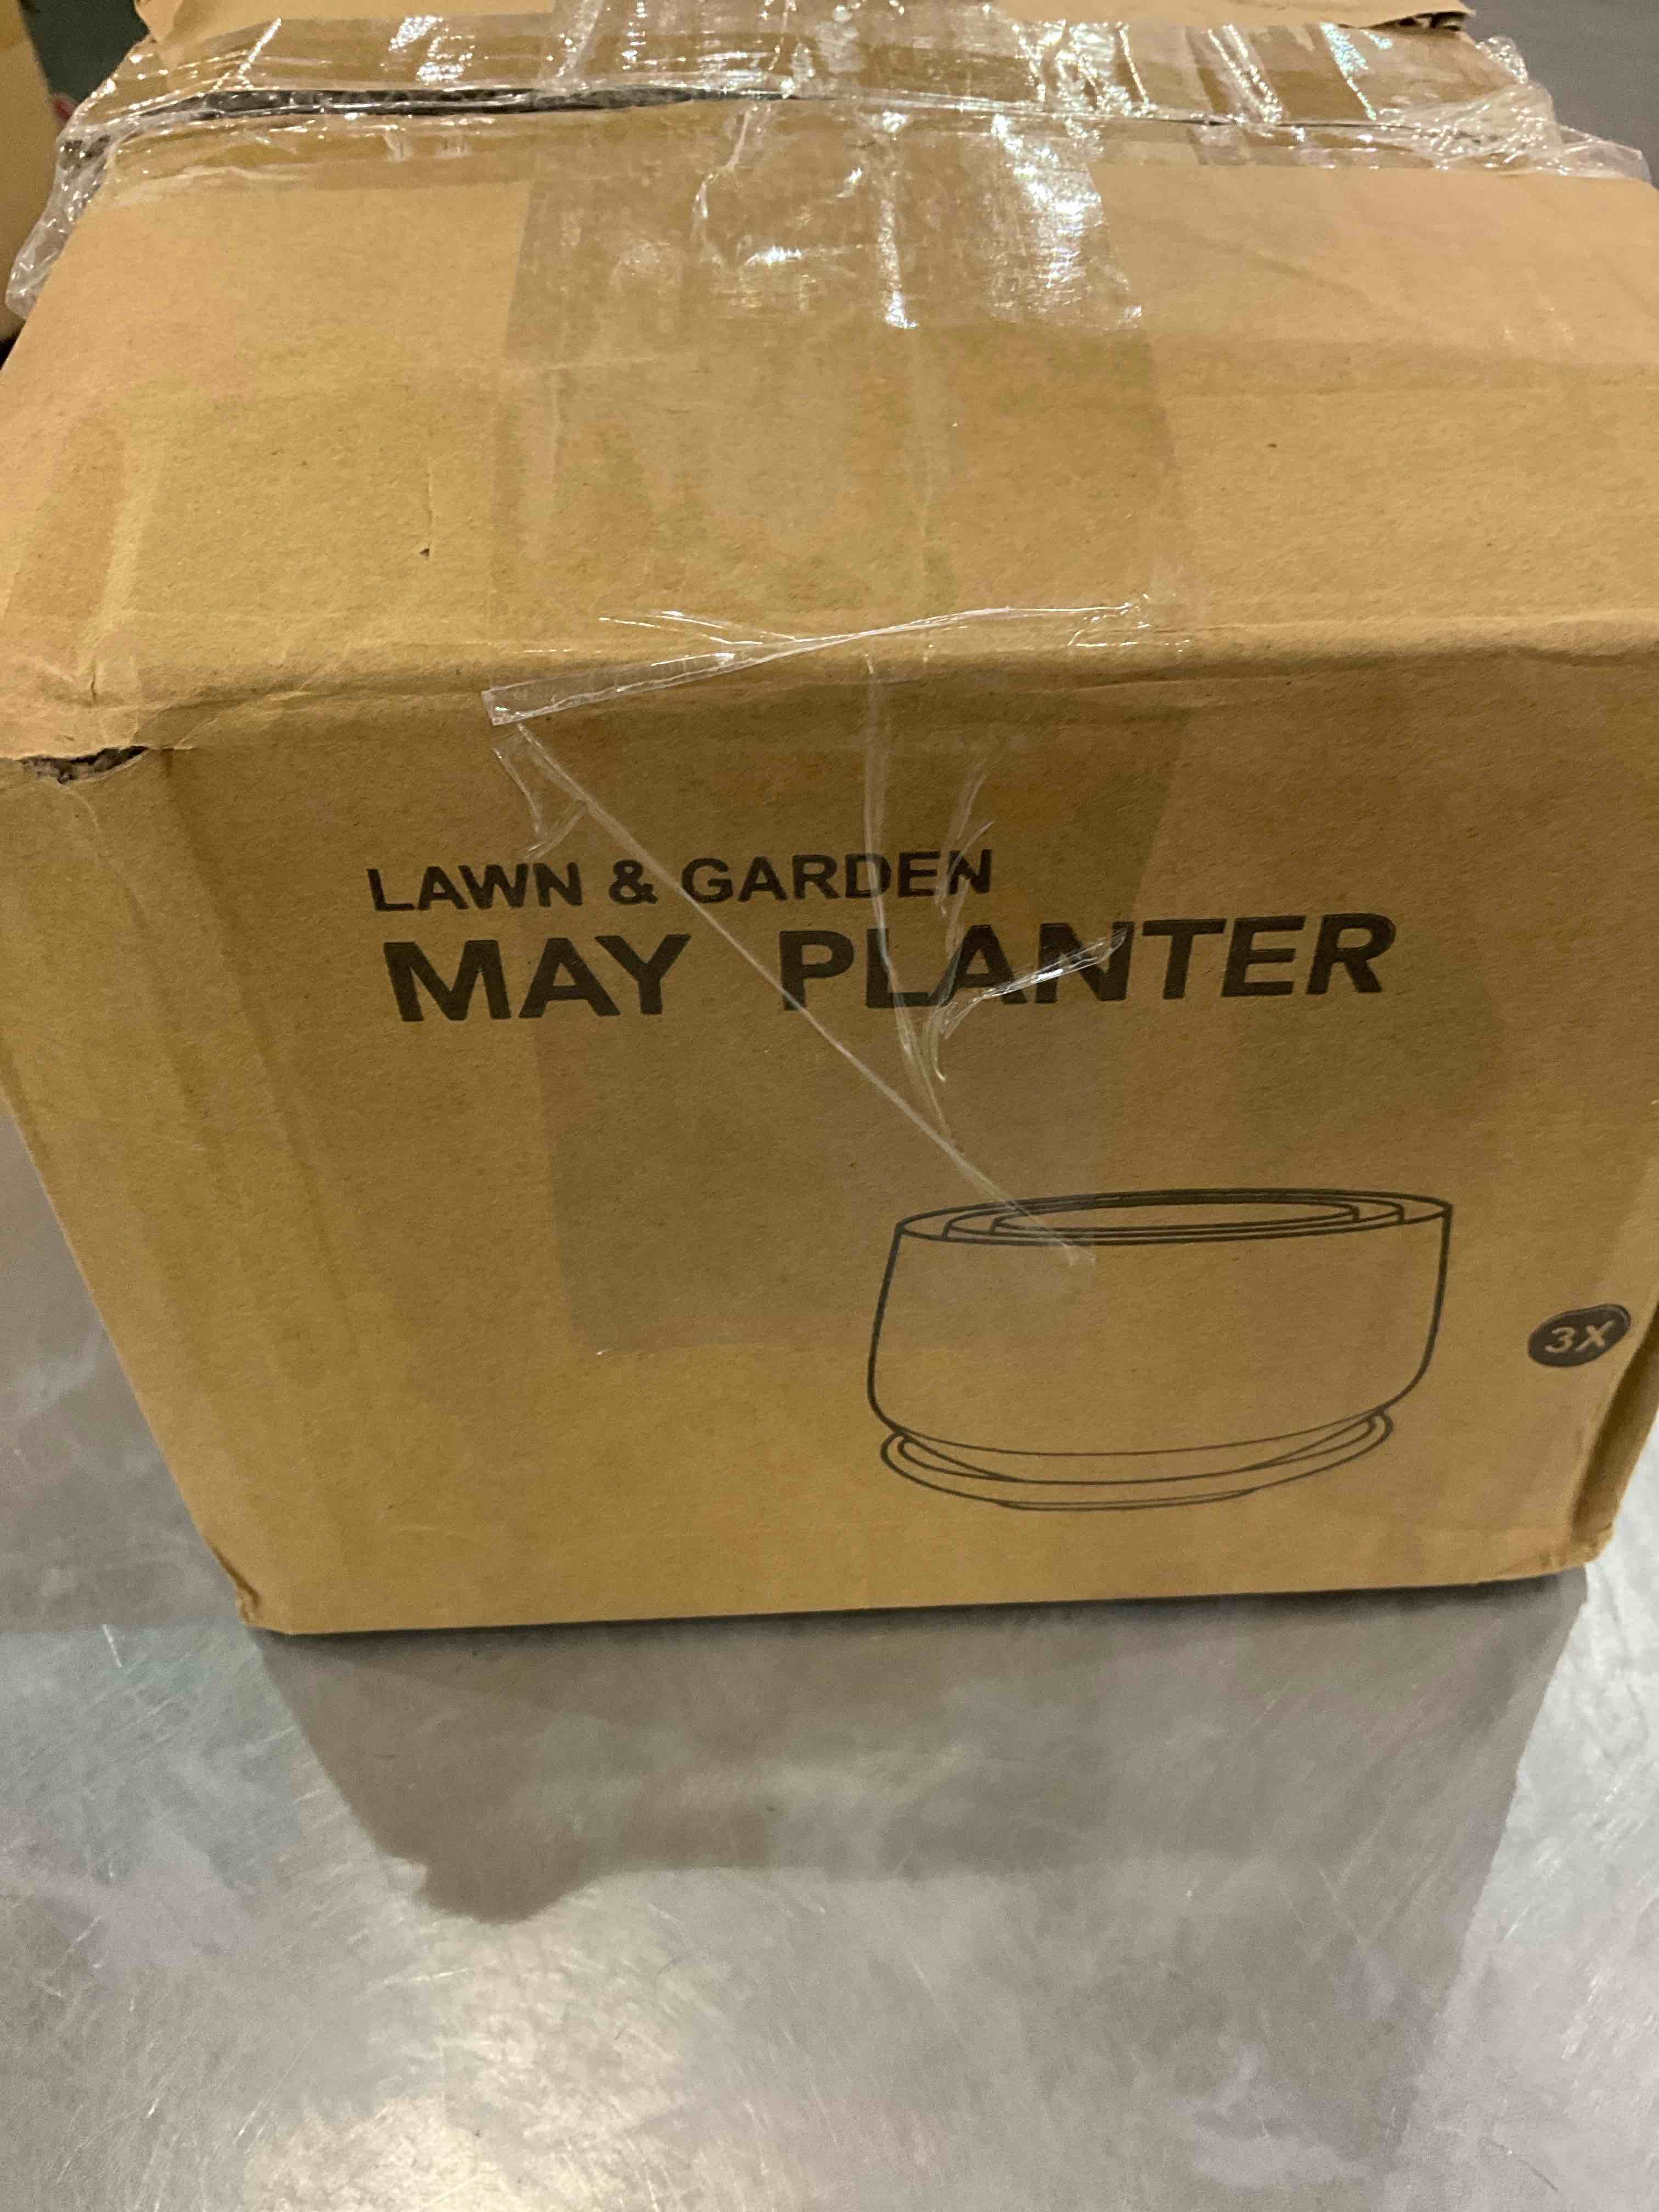 LAWN & GARDEN
MAY PLANTER
3X